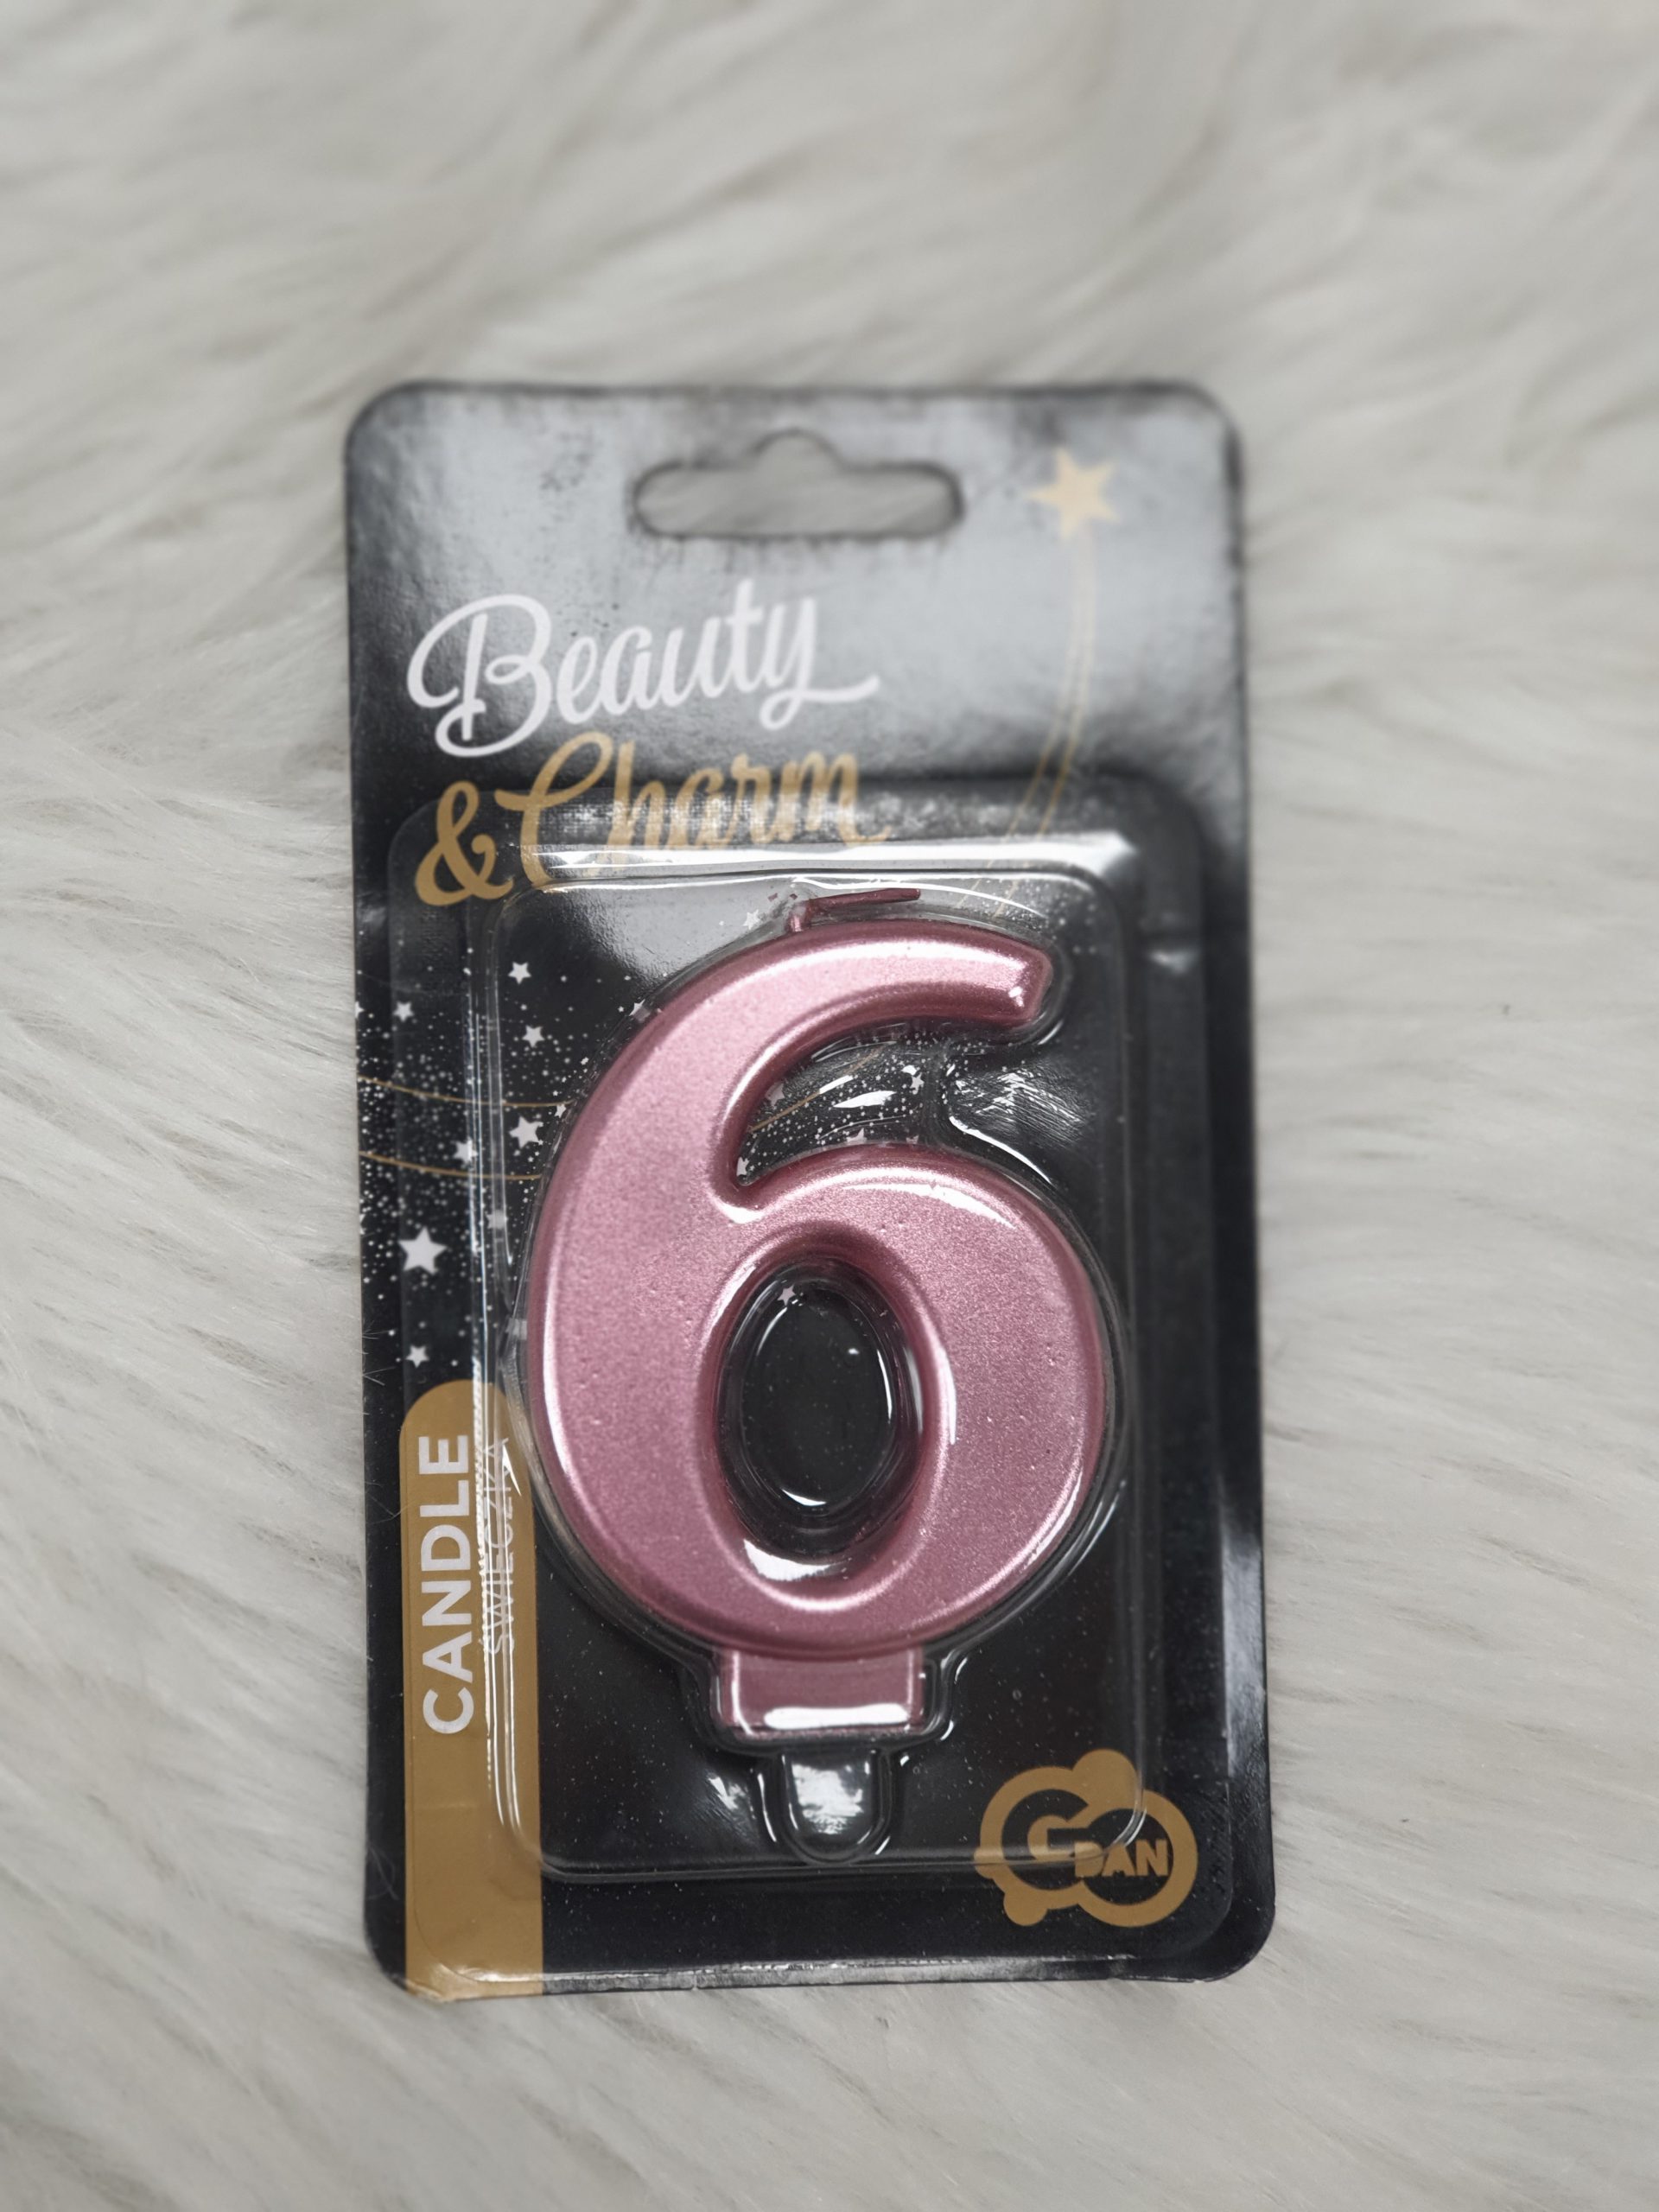 Beauty
& Charm
6
CANDLE
ŚWIECZKA
GODAN